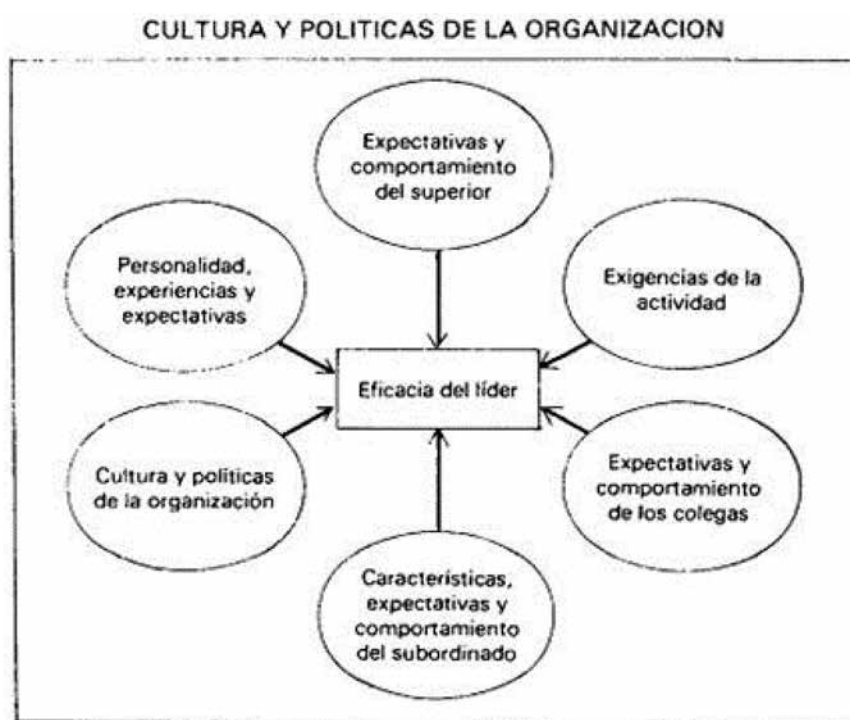 CULTURA Y POLITICAS DE LA ORGANIZACION
Expectativas y
comportamiento
del superior
Personalidad,
experiencias y
expectativas
Exigencias de la
actividad
Eficacia del líder
Cultura y políticas
de la organización
Expectativas y
comportamiento
de los colegas
Características,
expectativas y
comportamiento
del subordinado